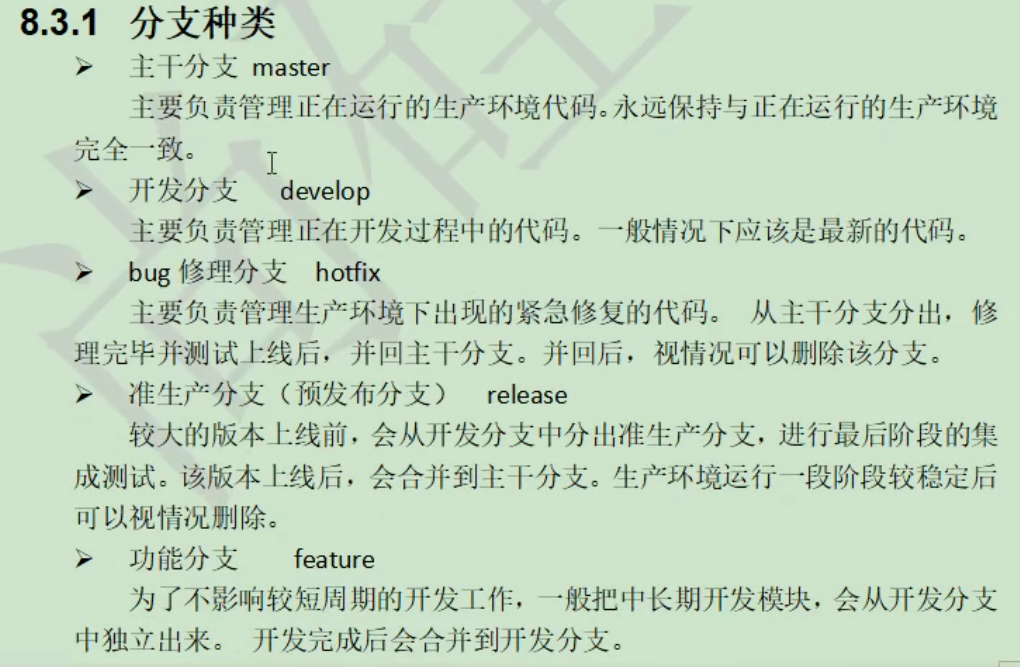 8.3.1 分支种类
➢ 主干分支 master
主要负责管理正在运行的生产环境代码。永远保持与正在运行的生产环境
完全一致。
➢ 开发分支 develop
主要负责管理正在开发过程中的代码。一般情况下应该是最新的代码。
➢ bug 修理分支 hotfix
主要负责管理生产环境下出现的紧急修复的代码。 从主干分支分出，修
理完毕并测试上线后，并回主干分支。并回后，视情况可以删除该分支。
➢ 准生产分支（预发布分支） release
较大的版本上线前，会从开发分支中分出准生产分支，进行最后阶段的集
成测试。该版本上线后，会合并到主干分支。生产环境运行一段阶段较稳定后
可以视情况删除。
➢ 功能分支 feature
为了不影响较短周期的开发工作，一般把中长期开发模块，会从开发分支
中独立出来。 开发完成后会合并到开发分支。